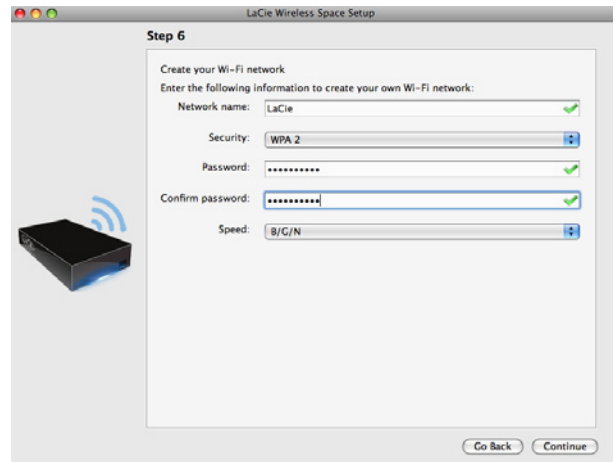 LaCie Wireless Space Setup
Step 6
Create your Wi-Fi network
Enter the following information to create your own Wi-Fi network:
Network name: LaCie
Security: WPA 2
Password: ••••••••••
Confirm password: ••••••••••
Speed: B/G/N
Go Back Continue